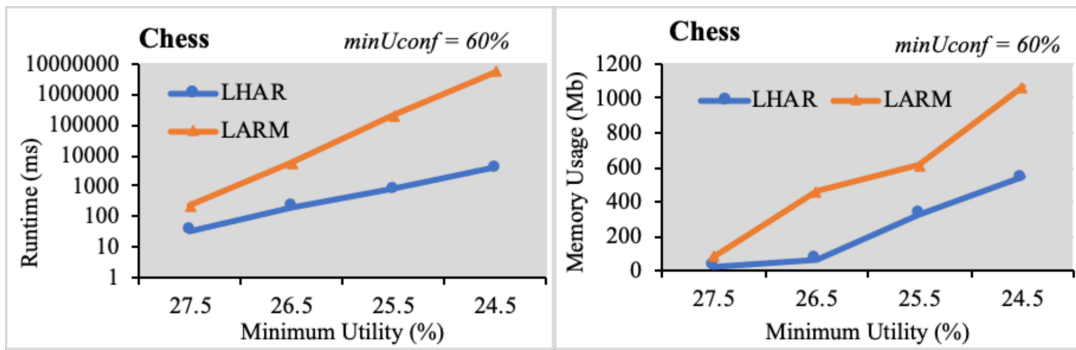 Chess
minUconf = 60%
10000000
1000000
100000
10000
1000
100
10
1
Runtime (ms)
LHAR
LARM
27.5 26.5 25.5 24.5
Minimum Utility (%)
Chess
minUconf = 60%
1200
1000
800
600
400
200
0
Memory Usage (Mb)
LHAR LARM
27.5 26.5 25.5 24.5
Minimum Utility (%)